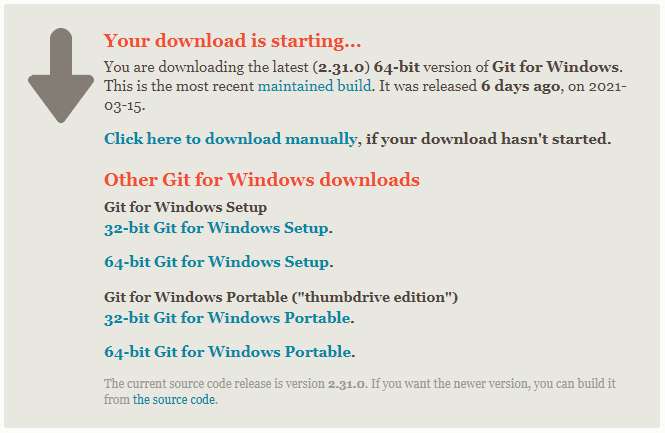 Your download is starting...
You are downloading the latest (2.31.0) 64-bit version of Git for Windows.
This is the most recent maintained build. It was released 6 days ago, on 2021-
03-15.
Click here to download manually, if your download hasn't started.
Other Git for Windows downloads
Git for Windows Setup
32-bit Git for Windows Setup.
64-bit Git for Windows Setup.
Git for Windows Portable ("thumbdrive edition")
32-bit Git for Windows Portable.
64-bit Git for Windows Portable.
The current source code release is version 2.31.0. If you want the newer version, you can build it
from the source code.